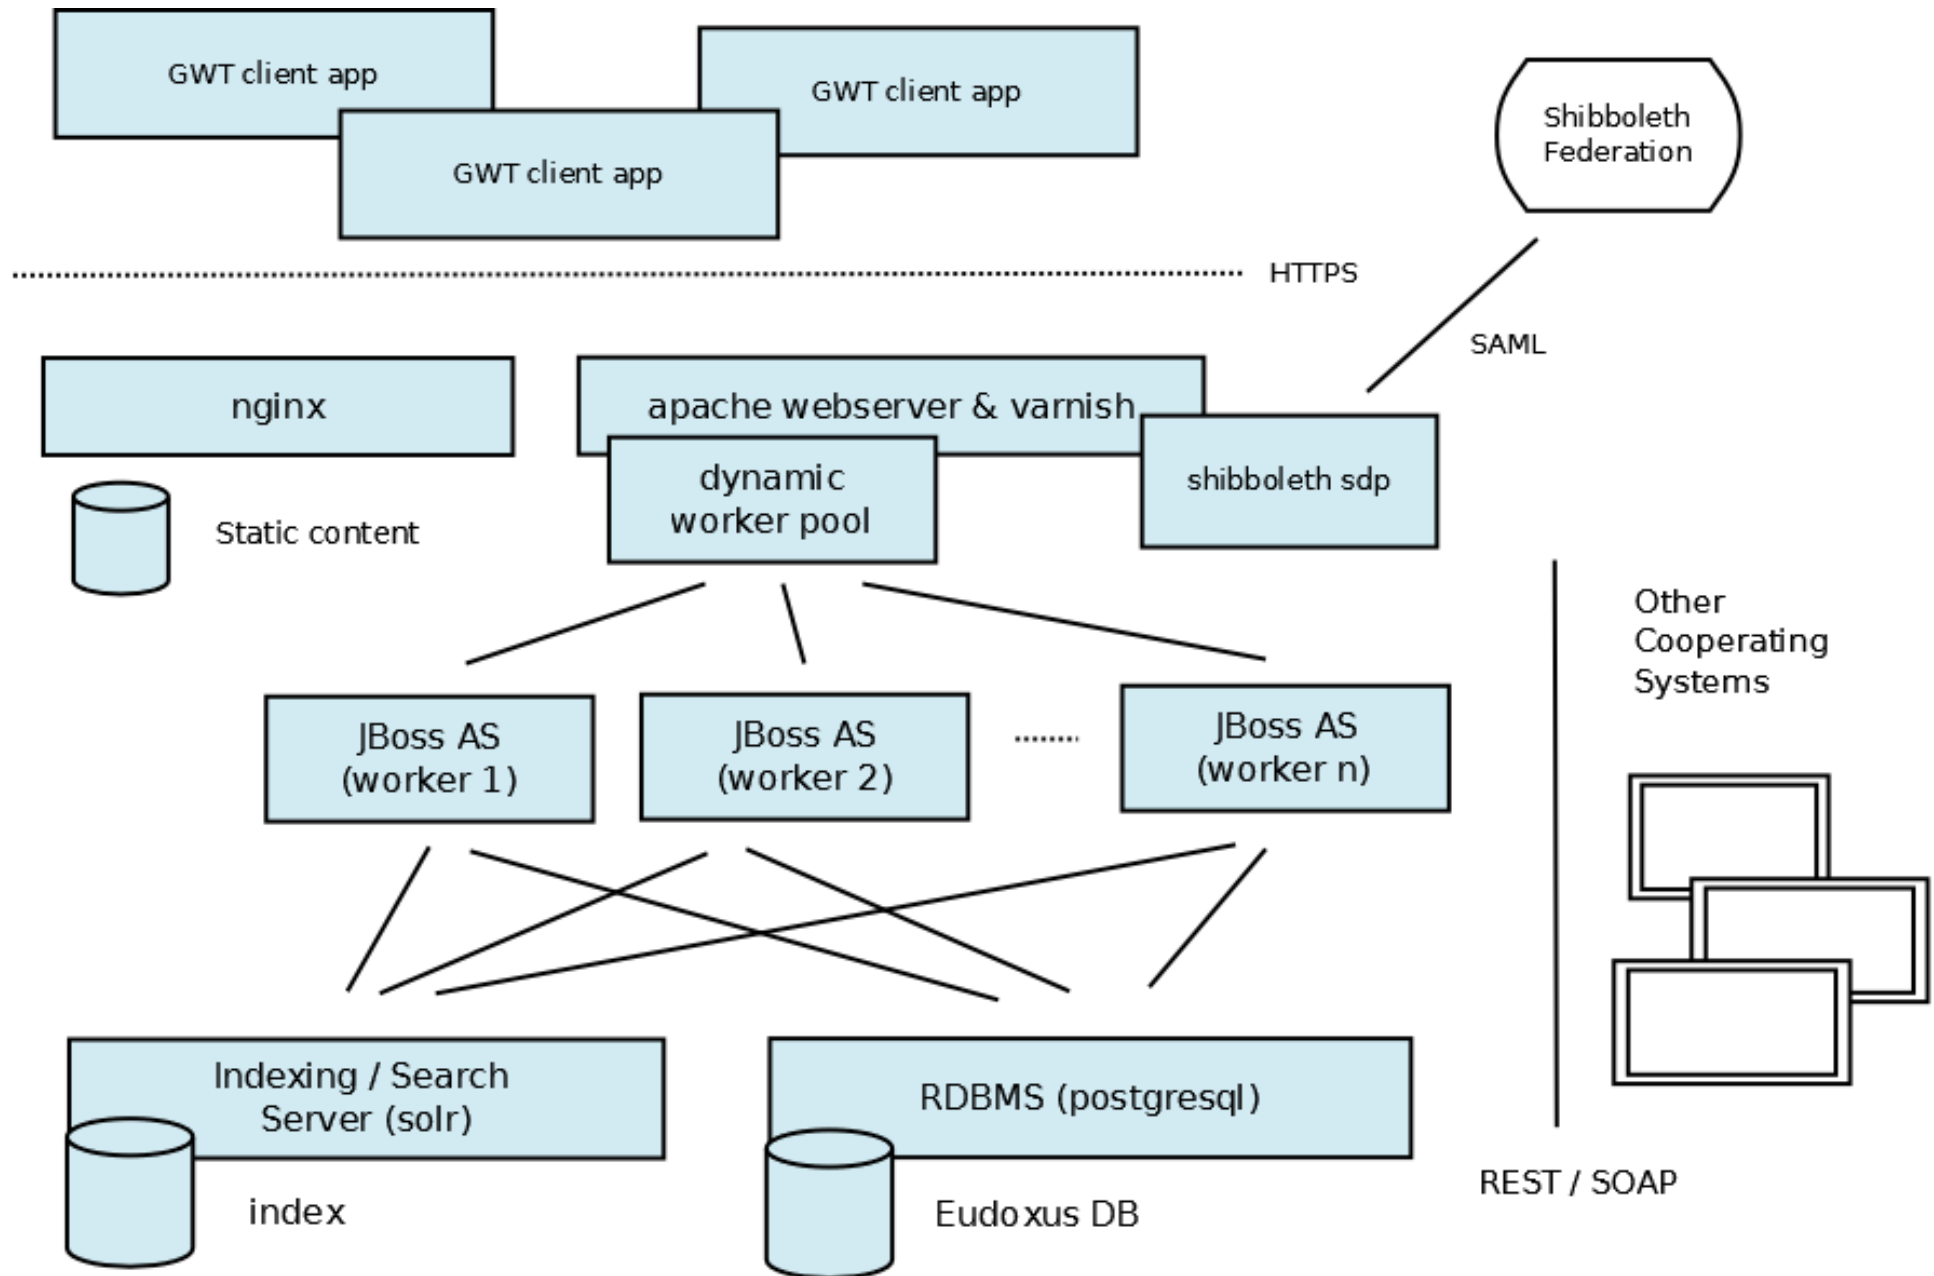 GWT client app
GWT client app
GWT client app
Shibboleth
Federation
HTTPS
SAML
nginx
apache webserver & varnish
dynamic
worker pool
shibboleth sdp
Static content
Other
Cooperating
Systems
JBoss AS
(worker 1)
JBoss AS
(worker 2)
JBoss AS
(worker n)
Indexing / Search
Server (solr)
RDBMS (postgresql)
index
Eudoxus DB
REST / SOAP